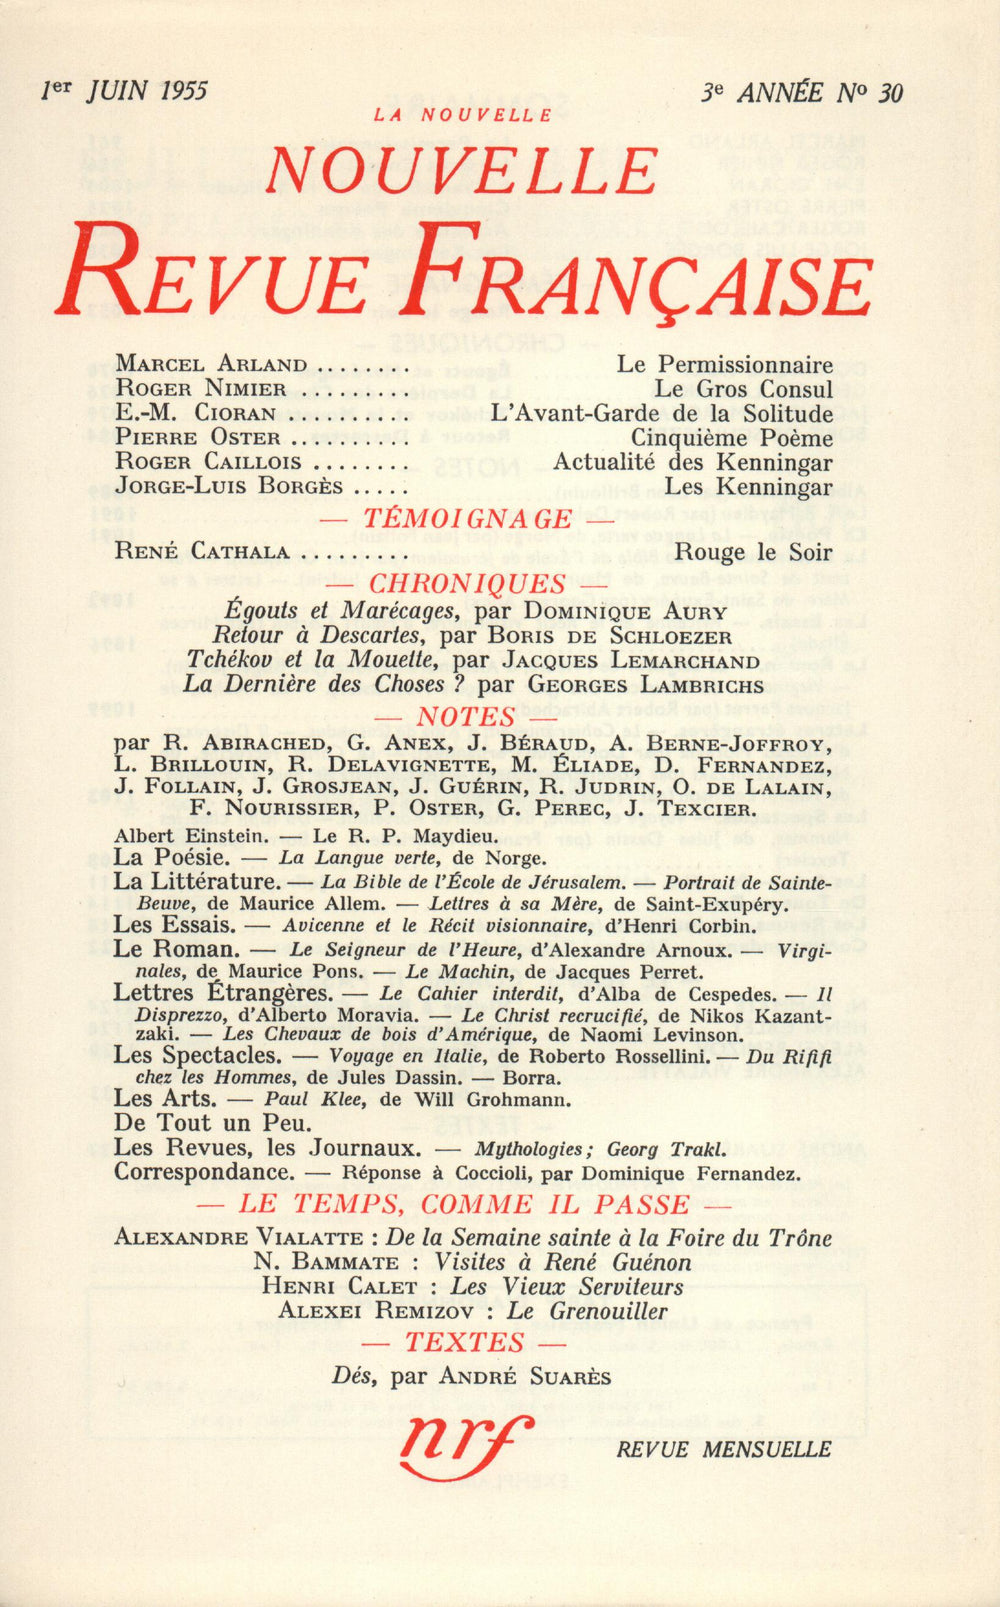 1er JUIN 1955
3e ANNÉE No 30
LA NOUVELLE
NOUVELLE
REVUE FRANÇAISE
MARCEL ARLAND ........ Le Permissionnaire
ROGER NIMIER ......... Le Gros Consul
E.-M. CIORAN .......... L'Avant-Garde de la Solitude
PIERRE OSTER .......... Cinquième Poème
ROGER CAILLOIS ........ Actualité des Kenningar
JORGE-LUIS BORGÈS ..... Les Kenningar
— TÉMOIGNAGE —
RENÉ CATHALA ......... Rouge le Soir
— CHRONIQUES —
Égouts et Marécages, par DOMINIQUE AURY
Retour à Descartes, par BORIS DE SCHLOEZER
Tchékov et la Mouette, par JACQUES LEMARCHAND
La Dernière des Choses ? par GEORGES LAMBRICHS
— NOTES —
par R. ABIRACHED, G. ANEX, J. BÉRAUD, A. BERNE-JOFFROY,
L. BRILLOUIN, R. DELAVIGNETTE, M. ÉLIADE, D. FERNANDEZ,
J. FOLLAIN, J. GROSJEAN, J. GUÉRIN, R. JUDRIN, O. DE LALAIN,
F. NOURISSIER, P. OSTER, G. PEREC, J. TEXCIER.
Albert Einstein. — Le R. P. Maydieu.
La Poésie. — La Langue verte, de Norge.
La Littérature. — La Bible de l'École de Jérusalem. — Portrait de Sainte-
Beuve, de Maurice Allem. — Lettres à sa Mère, de Saint-Exupéry.
Les Essais. — Avicenne et le Récit visionnaire, d'Henri Corbin.
Le Roman. — Le Seigneur de l'Heure, d'Alexandre Arnoux. — Virgi-
nales, de Maurice Pons. — Le Machin, de Jacques Perret.
Lettres Étrangères. — Le Cahier interdit, d'Alba de Cespedes. — Il
Disprezzo, d'Alberto Moravia. — Le Christ recrucifié, de Nikos Kazant-
zaki. — Les Chevaux de bois d'Amérique, de Naomi Levinson.
Les Spectacles. — Voyage en Italie, de Roberto Rossellini. — Du Rififi
chez les Hommes, de Jules Dassin. — Borra.
Les Arts. — Paul Klee, de Will Grohmann.
De Tout un Peu.
Les Revues, les Journaux. — Mythologies ; Georg Trakl.
Correspondance. — Réponse à Coccioli, par Dominique Fernandez.
— LE TEMPS, COMME IL PASSE —
ALEXANDRE VIALATTE : De la Semaine sainte à la Foire du Trône
N. BAMMATE : Visites à René Guénon
HENRI CALET : Les Vieux Serviteurs
ALEXEI REMIZOV : Le Grenouiller
— TEXTES —
Dés, par ANDRÉ SUARÈS
nrf
REVUE MENSUELLE